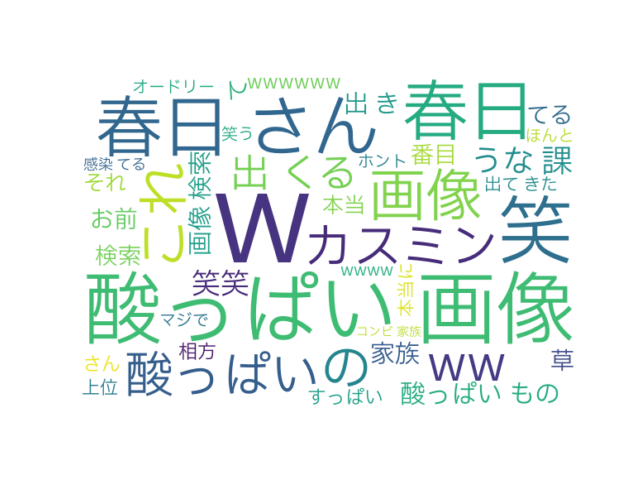 オードリー
て
wwwwww
春日
さん
笑う
出 き
春日
てる
ほんと
感染 てる
それ
これ
画像 検索
出 くる
ホント
番目
うな 課
お前
w
本当
画像
出て きた
検索
カスミン
笑
笑笑
酸っぱい
wwww
本当に
画像
マジで
コンビ 家族
さん
相方
酸っぱいの
家族
ww
草
上位
すっぱい
酸っぱい もの